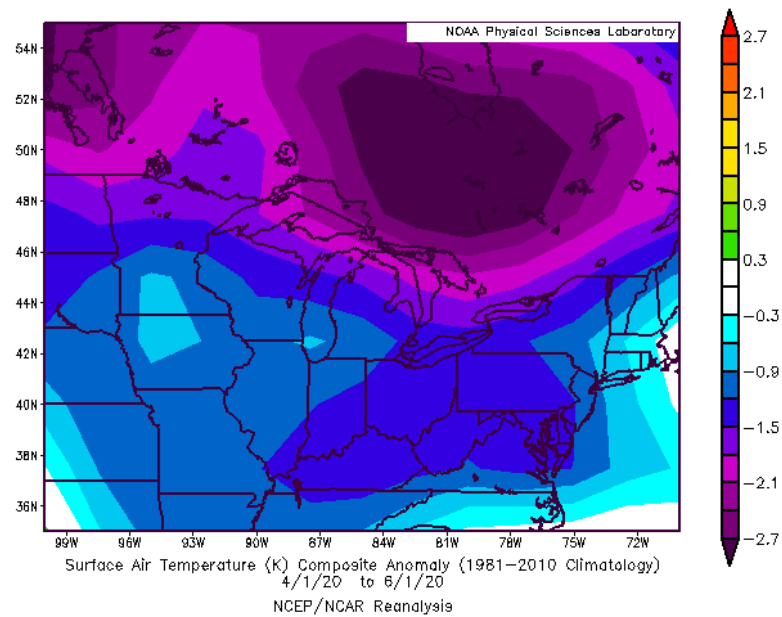 NOAA Physical Sciences Laboratory
54N
52N
50N
48N
46N
44N
42N
40N
38N
36N
99W 96W 93W 90W 87W 84W 81W 78W 75W 72W
2.7
2.1
1.5
0.9
0.3
-0.3
-0.9
-1.5
-2.1
-2.7
Surface Air Temperature (K) Composite Anomaly (1981-2010 Climatology)
4/1/20 to 6/1/20
NCEP/NCAR Reanalysis